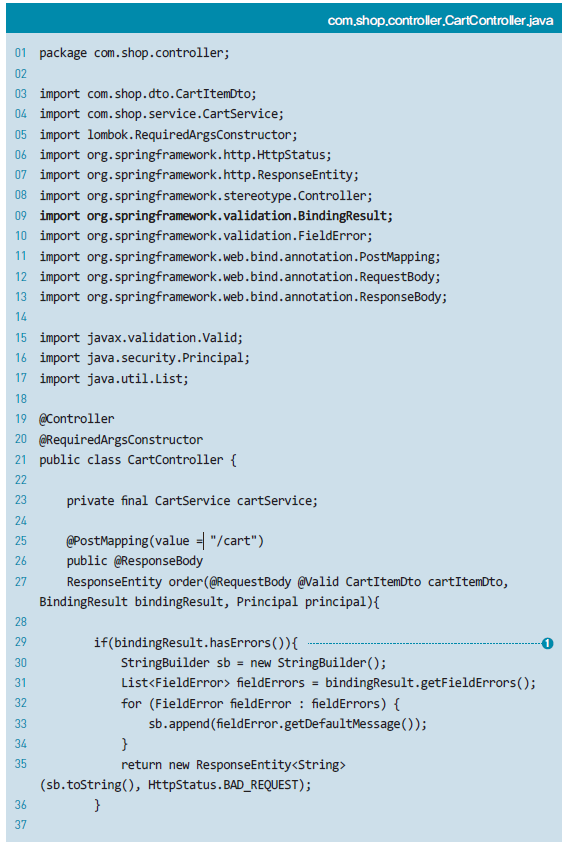 com.shop.controller.CartController.java
01 package com.shop.controller;
02
03 import com.shop.dto.CartItemDto;
04 import com.shop.service.CartService;
05 import lombok.RequiredArgsConstructor;
06 import org.springframework.http.HttpStatus;
07 import org.springframework.http.ResponseEntity;
08 import org.springframework.stereotype.Controller;
09 import org.springframework.validation.BindingResult;
10 import org.springframework.validation.FieldError;
11 import org.springframework.web.bind.annotation.PostMapping;
12 import org.springframework.web.bind.annotation.RequestBody;
13 import org.springframework.web.bind.annotation.ResponseBody;
14
15 import javax.validation.Valid;
16 import java.security.Principal;
17 import java.util.List;
18
19 @Controller
20 @RequiredArgsConstructor
21 public class CartController {
22
23     private final CartService cartService;
24
25     @PostMapping(value = "/cart")
26     public @ResponseBody
27     ResponseEntity order(@RequestBody @Valid CartItemDto cartItemDto,
BindingResult bindingResult, Principal principal){
28
29         if(bindingResult.hasErrors()){ 1
30             StringBuilder sb = new StringBuilder();
31             List<FieldError> fieldErrors = bindingResult.getFieldErrors();
32             for (FieldError fieldError : fieldErrors) {
33                 sb.append(fieldError.getDefaultMessage());
34             }
35             return new ResponseEntity<String>
(sb.toString(), HttpStatus.BAD_REQUEST);
36         }
37